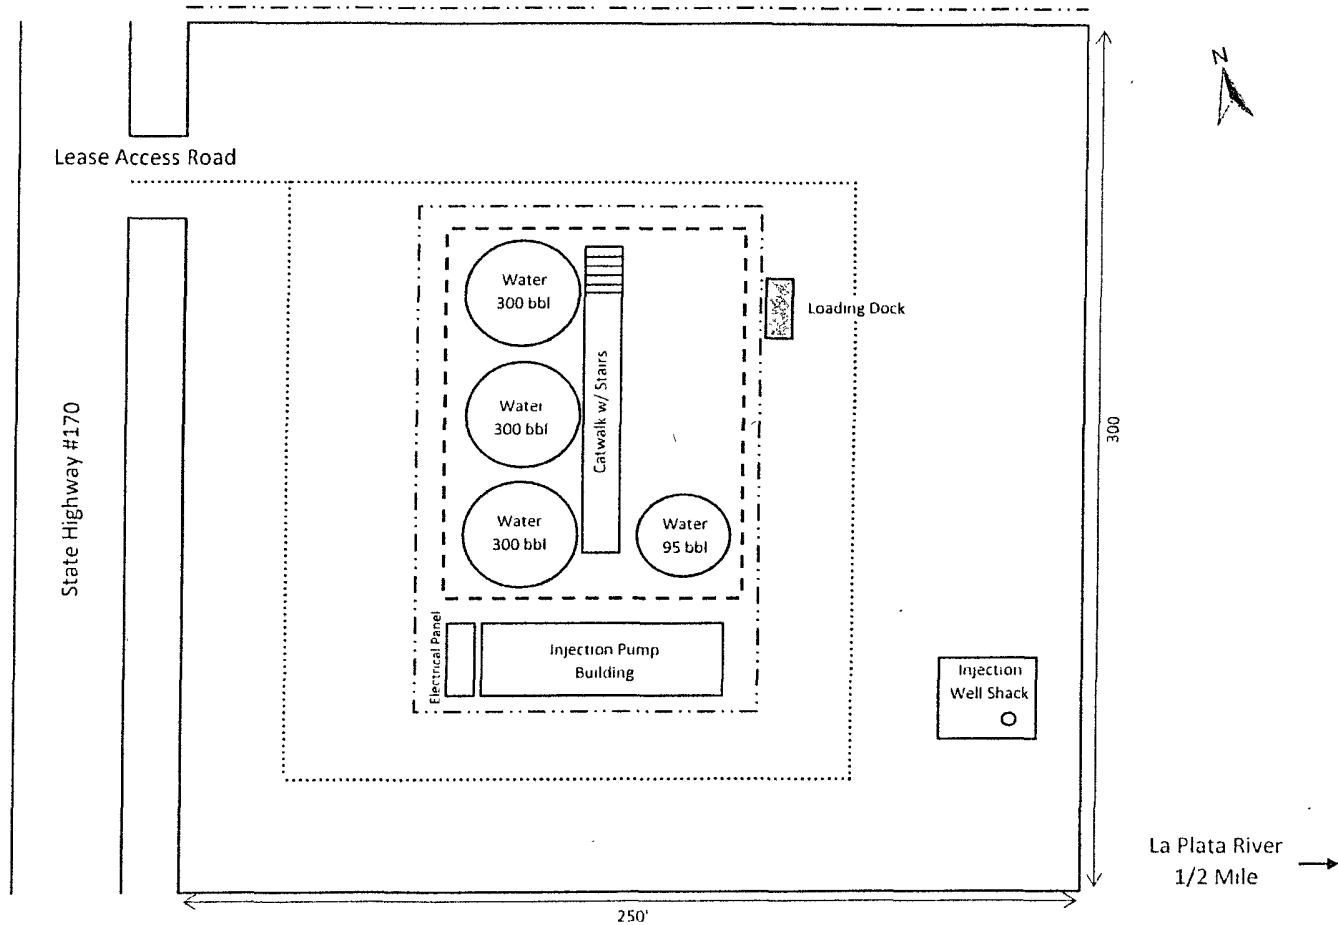 N
Lease Access Road
Water
300 bbl
Loading Dock
Catwalk w/ Stairs
Water
300 bbl
300
State Highway #170
Water
300 bbl
Water
95 bbl
Electrical Panel
Injection Pump
Building
Injection
Well Shack
La Plata River
1/2 Mile
250'